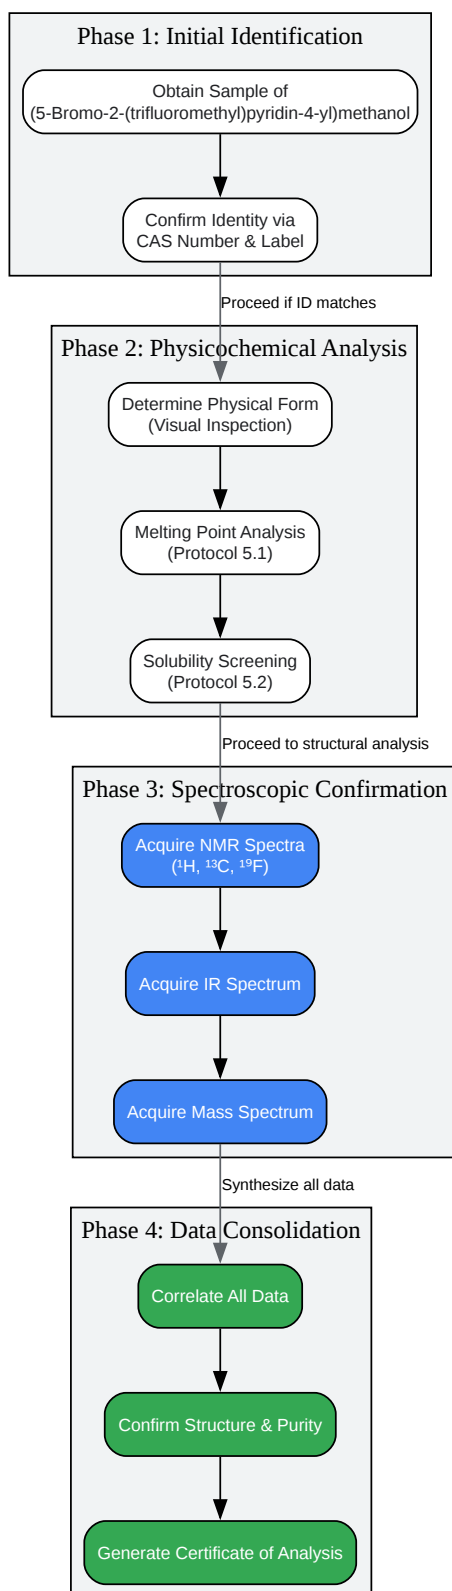 Phase 1: Initial Identification
Obtain Sample of
(5-Bromo-2-(trifluoromethyl)pyridin-4-yl)methanol
Confirm Identity via
CAS Number & Label
Proceed if ID matches
Phase 2: Physicochemical Analysis
Determine Physical Form
(Visual Inspection)
Melting Point Analysis
(Protocol 5.1)
Solubility Screening
(Protocol 5.2)
Proceed to structural analysis
Phase 3: Spectroscopic Confirmation
Acquire NMR Spectra
(¹H, ¹³C, ¹⁹F)
Acquire IR Spectrum
Acquire Mass Spectrum
Synthesize all data
Phase 4: Data Consolidation
Correlate All Data
Confirm Structure & Purity
Generate Certificate of Analysis